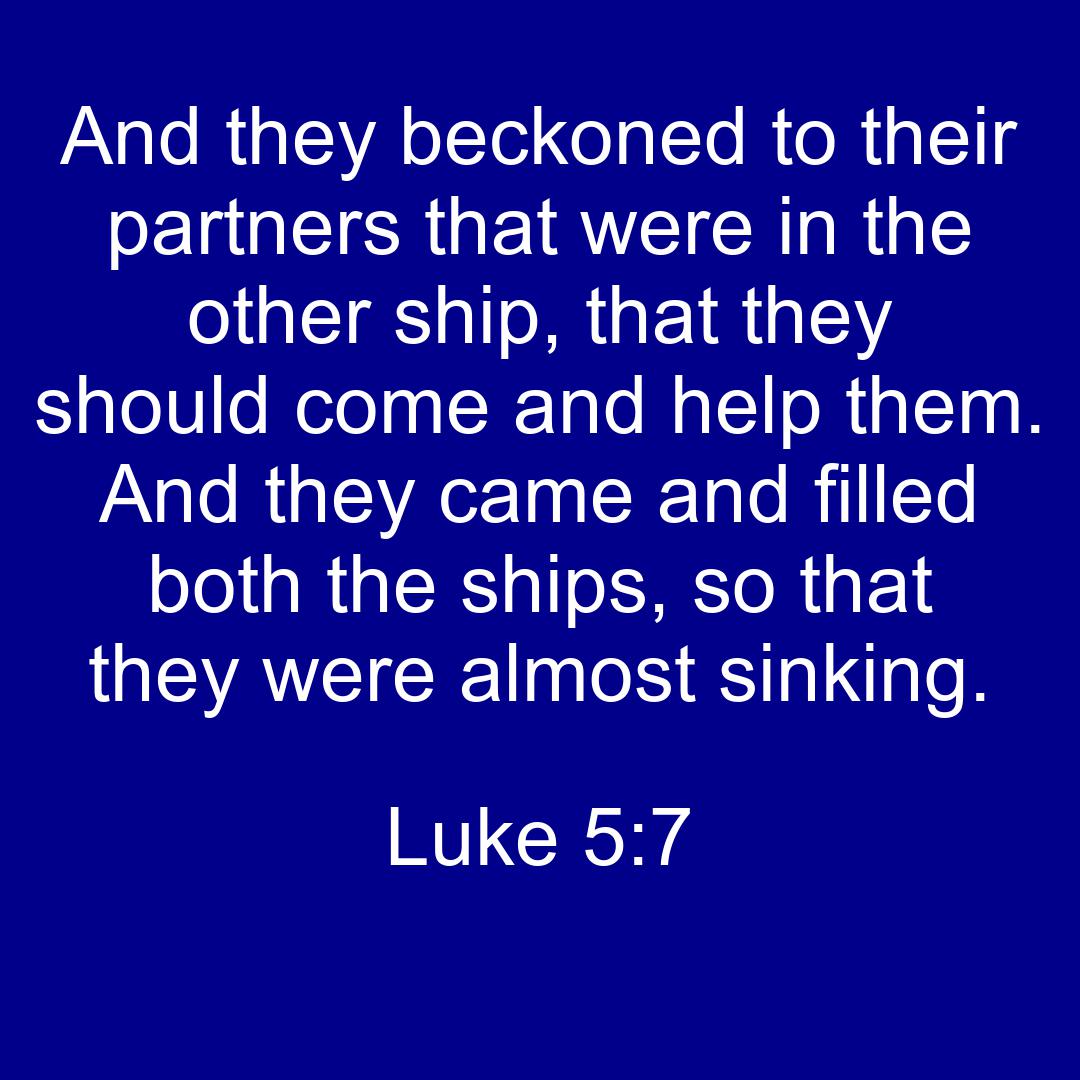 And they beckoned to their
partners that were in the
other ship, that they
should come and help them.
And they came and filled
both the ships, so that
they were almost sinking.
Luke 5:7